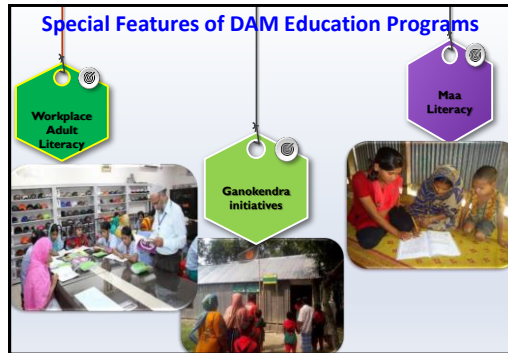 Special Features of DAM Education Programs
Workplace
Adult
Literacy
Ganokendra
initiatives
Maa
Literacy